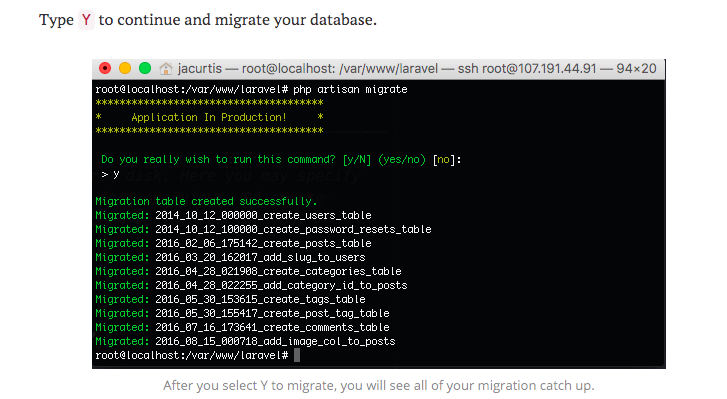 Type Y to continue and migrate your database.
jacurtis — root@localhost: /var/www/laravel — ssh root@107.191.44.91 — 94×20
root@localhost:/var/www/laravel# php artisan migrate
**************************************
*     Application In Production!     *
**************************************
Do you really wish to run this command? [y/N] (yes/no) [no]:
> y
Migration table created successfully.
Migrated: 2014_10_12_000000_create_users_table
Migrated: 2014_10_12_100000_create_password_resets_table
Migrated: 2016_02_06_175142_create_posts_table
Migrated: 2016_03_20_162017_add_slug_to_users
Migrated: 2016_04_28_021908_create_categories_table
Migrated: 2016_04_28_022255_add_category_id_to_posts
Migrated: 2016_05_30_153615_create_tags_table
Migrated: 2016_05_30_155417_create_post_tag_table
Migrated: 2016_07_16_173641_create_comments_table
Migrated: 2016_08_15_000718_add_image_col_to_posts
root@localhost:/var/www/laravel#
After you select Y to migrate, you will see all of your migration catch up.